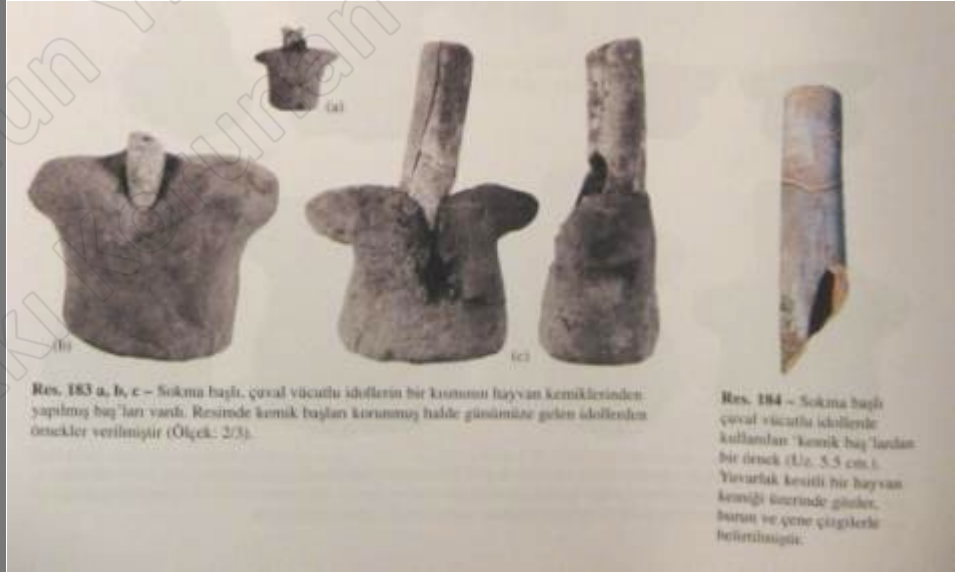 (a)
(b)
(c)
Res. 183 a, b, c – Sokma başlı, çuval vücutlu idollerin bir kısmının hayvan kemiklerinden
yapılmış baş'ları vardı. Resimde kemik başları korunmuş halde günümüze gelen idollerden
örnekler verilmiştir (Ölçek: 2/3).
Res. 184 – Sokma başlı
çuval vücutlu idollerde
kullanılan 'kemik baş'lardan
bir örnek (Uz. 5.5 cm.).
Yuvarlak kesitli bir hayvan
kemiği üzerinde gözler,
burun ve çene çizgilerle
belirtilmiştir.